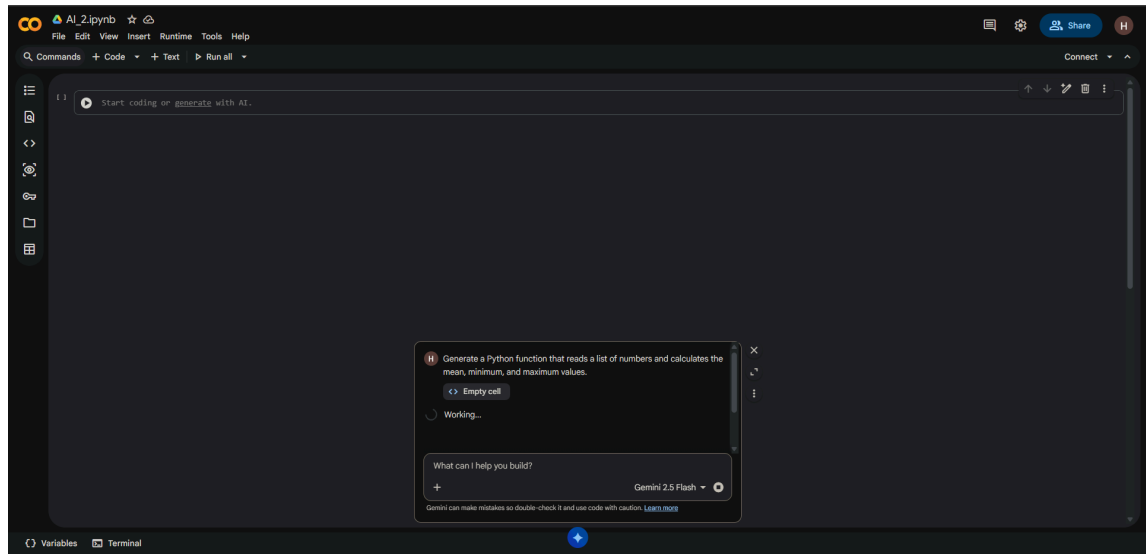 AI_2.ipynb
File Edit View Insert Runtime Tools Help
Share
H
Commands + Code + Text Run all
Connect
[ ]
Start coding or generate with AI.
H
Generate a Python function that reads a list of numbers and calculates the
mean, minimum, and maximum values.
<> Empty cell
Working...
What can I help you build?
+ Gemini 2.5 Flash
Gemini can make mistakes so double-check it and use code with caution. Learn more
{} Variables Terminal